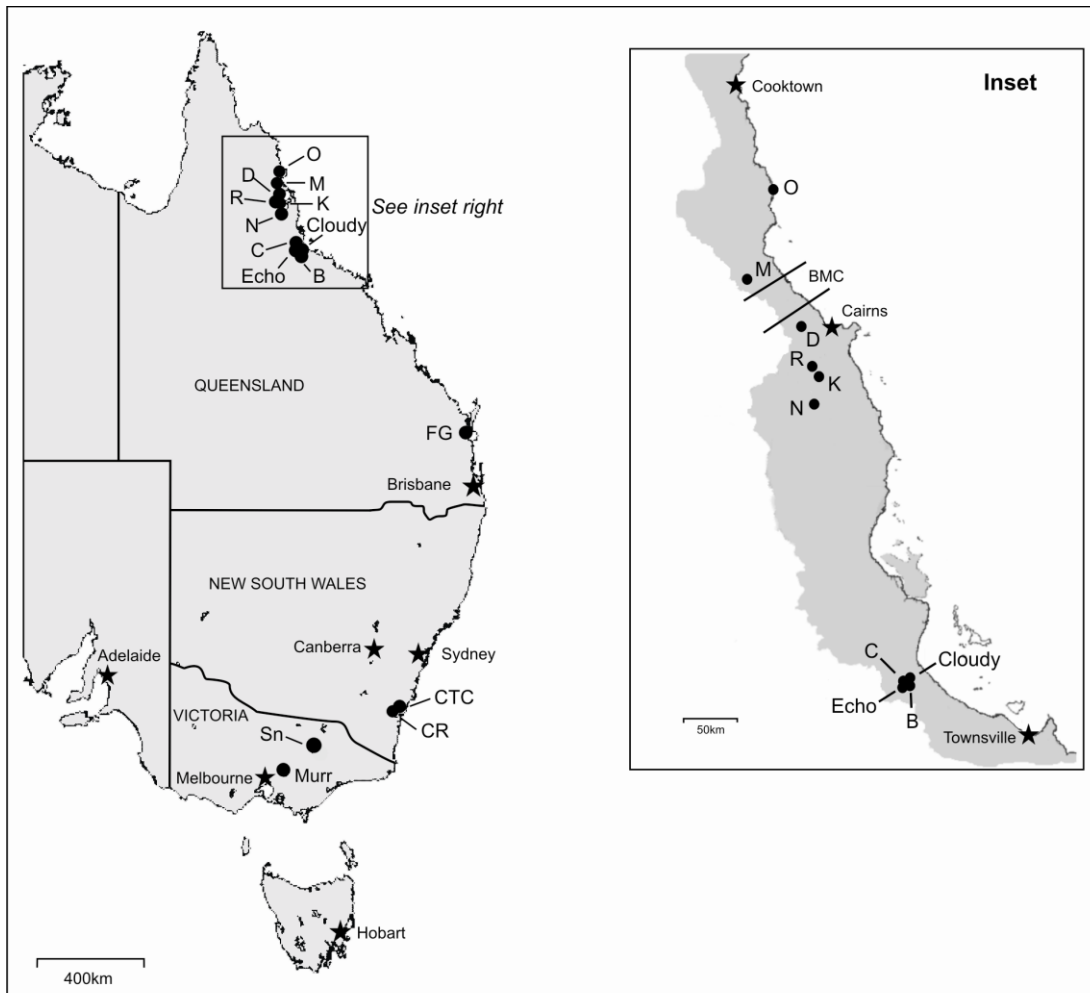 O
M
D
K
R
See inset right
N
Cloudy
C
Echo
B
QUEENSLAND
FG
Brisbane
NEW SOUTH WALES
Canberra
Sydney
Adelaide
CTC
VICTORIA
CR
Sn
Melbourne
Murr
Hobart
400km
Inset
Cooktown
O
M
BMC
Cairns
D
R
K
N
50km
C
Cloudy
Echo
B
Townsville